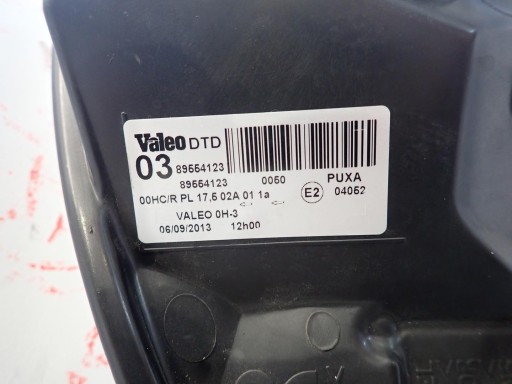 Valeo DTD
03 89554123
89554123 0050 PUXA
00HC/R PL 17,5 02A 01 1a E2 04052
VALEO 0H-3
06/09/2013 12h00